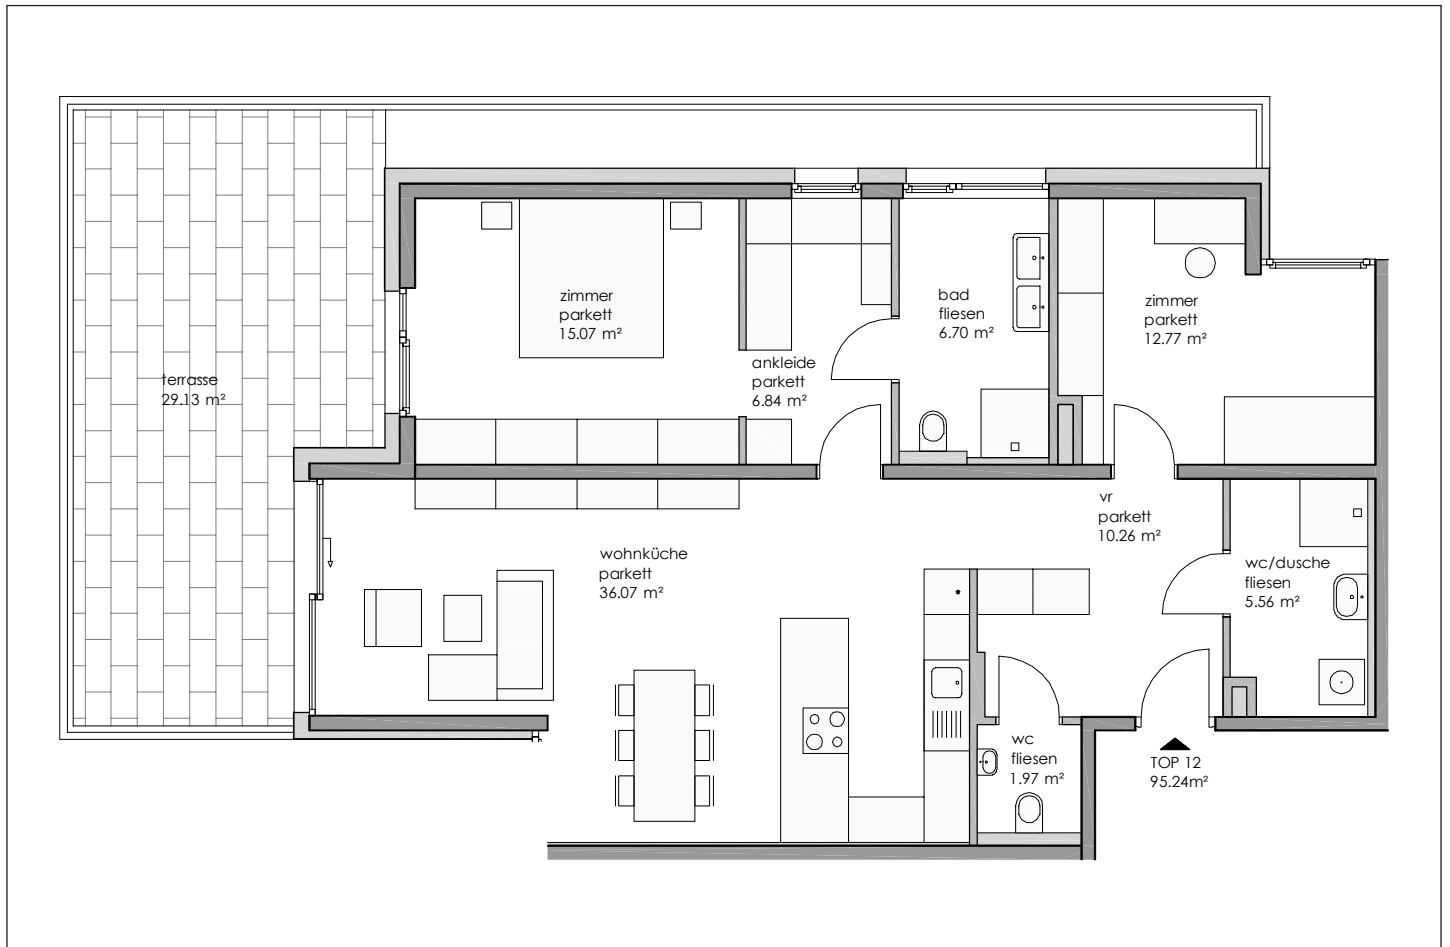 zimmer
parkett
15.07 m²
bad
fliesen
6.70 m²
zimmer
parkett
12.77 m²
ankleide
parkett
6.84 m²
terrasse
29.13 m²
vr
parkett
10.26 m²
wohnküche
parkett
36.07 m²
wc/dusche
fliesen
5.56 m²
wc
fliesen
1.97 m²
TOP 12
95.24m²